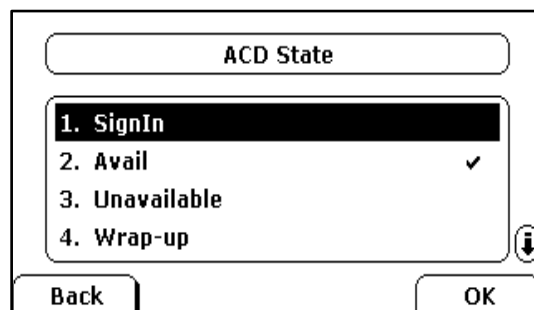 ACD State
1. SignIn
2. Avail ✓
3. Unavailable
4. Wrap-up
Back OK